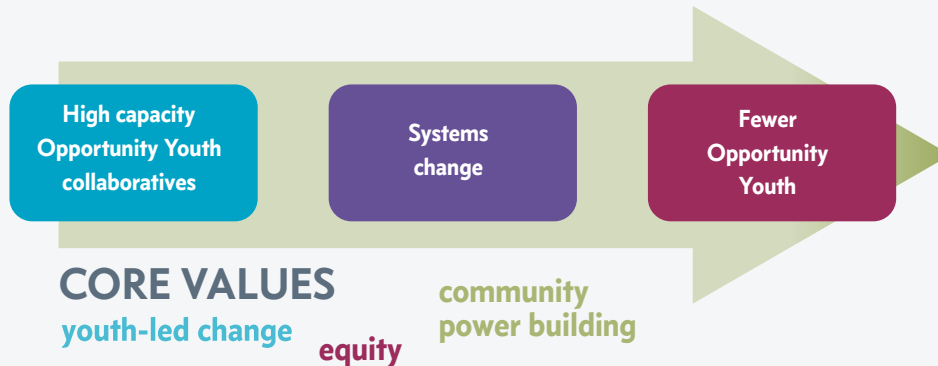 High capacity
Opportunity Youth
collaboratives
Systems
change
Fewer
Opportunity
Youth
CORE VALUES
youth-led change
equity
community
power building